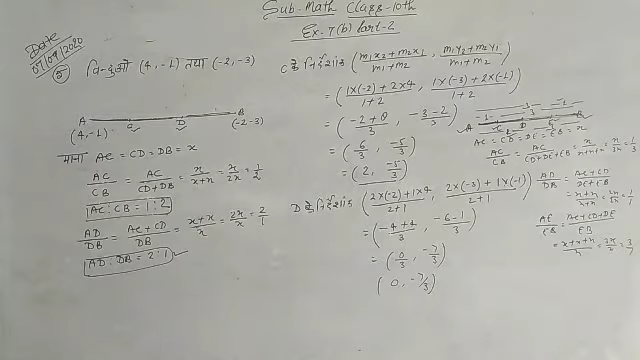 Sub-Math Class-10th
Ex-7(b) Part-2
Date
07/09/2020
विन्दुओं (4,-1) तथा (-2,-3)
A C D B
(4,-1) (-2-3)
माना AC = CD = DB = x
AC/CB = AC/(CD+DB) = x/(x+x) = x/2x = 1/2
AC:CB = 1:2
AD/DB = (AC+CD)/DB = (x+x)/x = 2x/x = 2/1
AD:DB = 2:1
C के निर्देशांक ((m₁x₂+m₂x₁)/(m₁+m₂), (m₁y₂+m₂y₁)/(m₁+m₂))
= ((1×(-2)+2×4)/(1+2), (1×(-3)+2×(-1))/(1+2))
= ((-2+8)/3, (-3-2)/3)
= (6/3, -5/3)
= (2, -5/3)
D के निर्देशांक ((2×(-2)+1×4)/(2+1), (2×(-3)+1×(-1))/(2+1))
= ((-4+4)/3, (-6-1)/3)
= (0/3, -7/3)
(0, -7/3)
AC = CD = DE = EB = x
AC/CB = AC/(CD+DE+EB) = x/(x+x+x) = x/3x = 1/3
AD/DB = (AC+CD)/(DE+EB)
= (x+x)/(x+x) = 2x/2x = 1/1
AE/EB = (AC+CD+DE)/EB